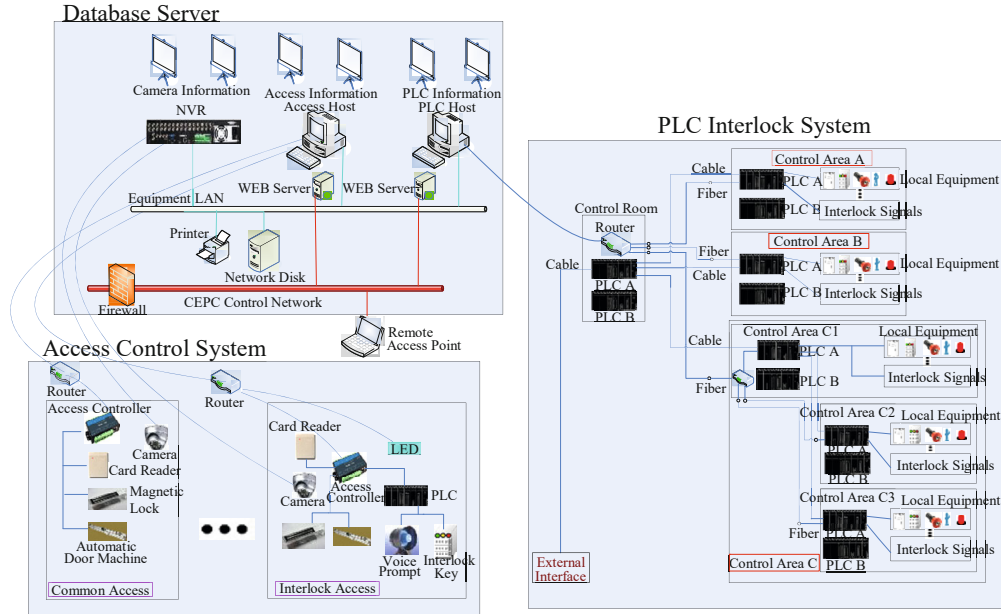 Database Server
Camera Information
NVR
Access Information
Access Host
PLC Information
PLC Host
WEB Server
WEB Server
Equipment LAN
Printer
Network Disk
CEPC Control Network
Firewall
Remote
Access Point
Access Control System
Router
Access Controller
Camera
Card Reader
Magnetic
Lock
Automatic
Door Machine
Common Access
Router
Card Reader
LED
Camera
Access
Controller
PLC
Voice
Prompt
Interlock
Key
Interlock Access
PLC Interlock System
Control Room
Router
Cable
PLC A
PLC B
External
Interface
Cable
Fiber
Control Area A
PLC A
PLC B
Local Equipment
Interlock Signals
Fiber
Cable
Control Area B
PLC A
PLC B
Local Equipment
Interlock Signals
Cable
Fiber
Control Area C1
PLC A
PLC B
Local Equipment
Interlock Signals
Control Area C2
PLC A
PLC B
Local Equipment
Interlock Signals
Control Area C3
Fiber
PLC A
PLC B
Local Equipment
Interlock Signals
Control Area C